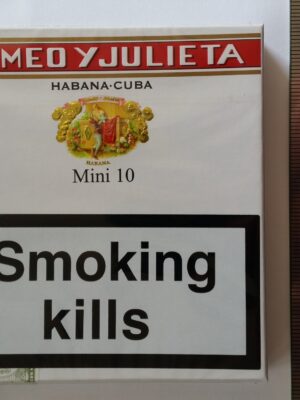 MEO Y JULIETA
HABANA·CUBA
HABANA
Mini 10
Smoking
kills